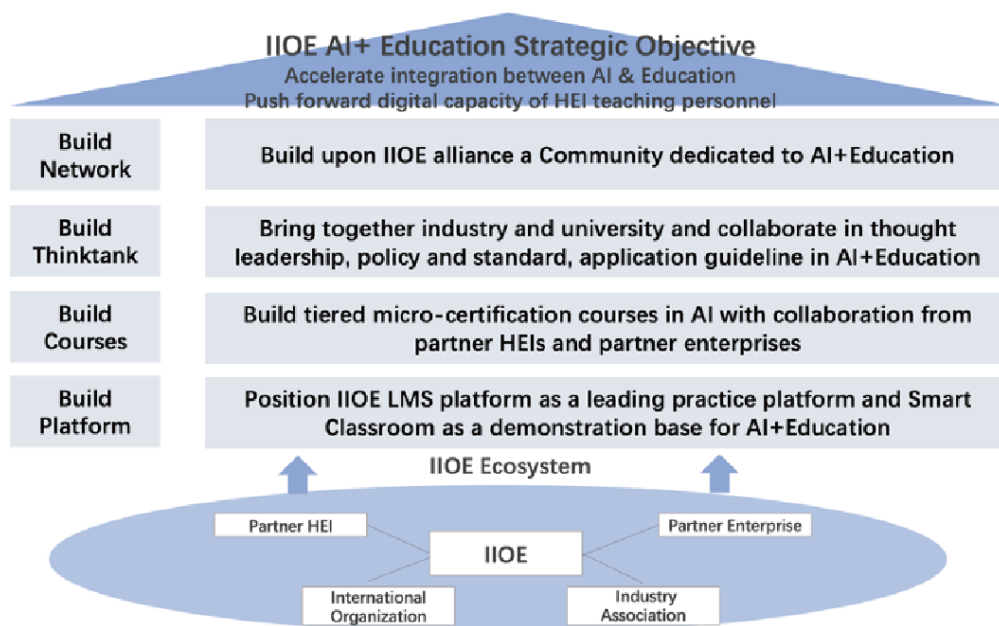 IIOE AI+ Education Strategic Objective
Accelerate integration between AI & Education
Push forward digital capacity of HEI teaching personnel
Build
Network
Build upon IIOE alliance a Community dedicated to AI+Education
Build
Thinktank
Bring together industry and university and collaborate in thought
leadership, policy and standard, application guideline in AI+Education
Build
Courses
Build tiered micro-certification courses in AI with collaboration from
partner HEIs and partner enterprises
Build
Platform
Position IIOE LMS platform as a leading practice platform and Smart
Classroom as a demonstration base for AI+Education
IIOE Ecosystem
Partner HEI
Partner Enterprise
IIOE
International
Organization
Industry
Association